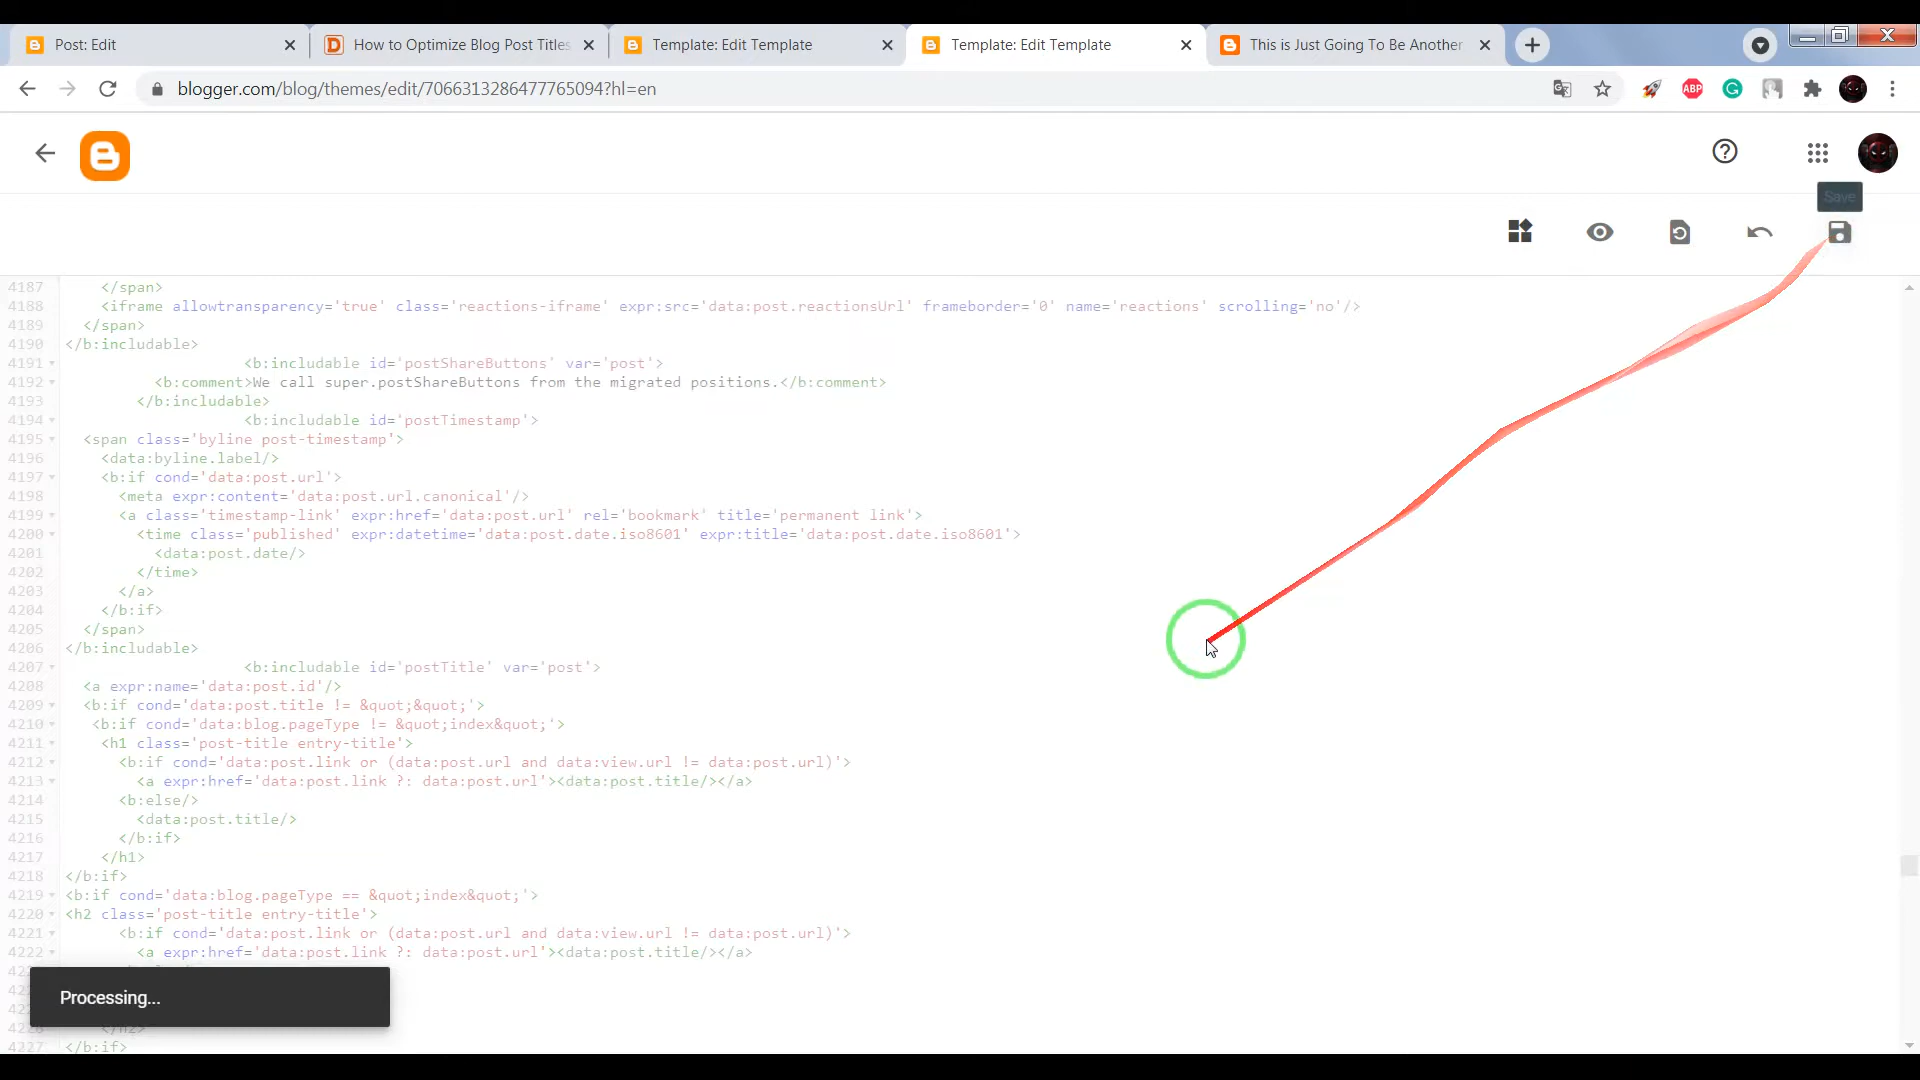 Post: Edit
How to Optimize Blog Post Titles
Template: Edit Template
Template: Edit Template
This is Just Going To Be Another
blogger.com/blog/themes/edit/7066313286477765094?hl=en
ABP
Save
4187 </span>
4188 <iframe allowtransparency='true' class='reactions-iframe' expr:src='data:post.reactionsUrl' frameborder='0' name='reactions' scrolling='no'/>
4189 </span>
4190 </b:includable>
4191 <b:includable id='postShareButtons' var='post'>
4192 <b:comment>We call super.postShareButtons from the migrated positions.</b:comment>
4193 </b:includable>
4194 <b:includable id='postTimestamp'>
4195 <span class='byline post-timestamp'>
4196 <data:byline.label/>
4197 <b:if cond='data:post.url'>
4198 <meta expr:content='data:post.url.canonical'/>
4199 <a class='timestamp-link' expr:href='data:post.url' rel='bookmark' title='permanent link'>
4200 <time class='published' expr:datetime='data:post.date.iso8601' expr:title='data:post.date.iso8601'>
4201 <data:post.date/>
4202 </time>
4203 </a>
4204 </b:if>
4205 </span>
4206 </b:includable>
4207 <b:includable id='postTitle' var='post'>
4208 <a expr:name='data:post.id'/>
4209 <b:if cond='data:post.title != &quot;&quot;'>
4210 <b:if cond='data:blog.pageType != &quot;index&quot;'>
4211 <h1 class='post-title entry-title'>
4212 <b:if cond='data:post.link or (data:post.url and data:view.url != data:post.url)'>
4213 <a expr:href='data:post.link ?: data:post.url'><data:post.title/></a>
4214 <b:else/>
4215 <data:post.title/>
4216 </b:if>
4217 </h1>
4218 </b:if>
4219 <b:if cond='data:blog.pageType == &quot;index&quot;'>
4220 <h2 class='post-title entry-title'>
4221 <b:if cond='data:post.link or (data:post.url and data:view.url != data:post.url)'>
4222 <a expr:href='data:post.link ?: data:post.url'><data:post.title/></a>
Processing...
</h2>
4227 </b:if>